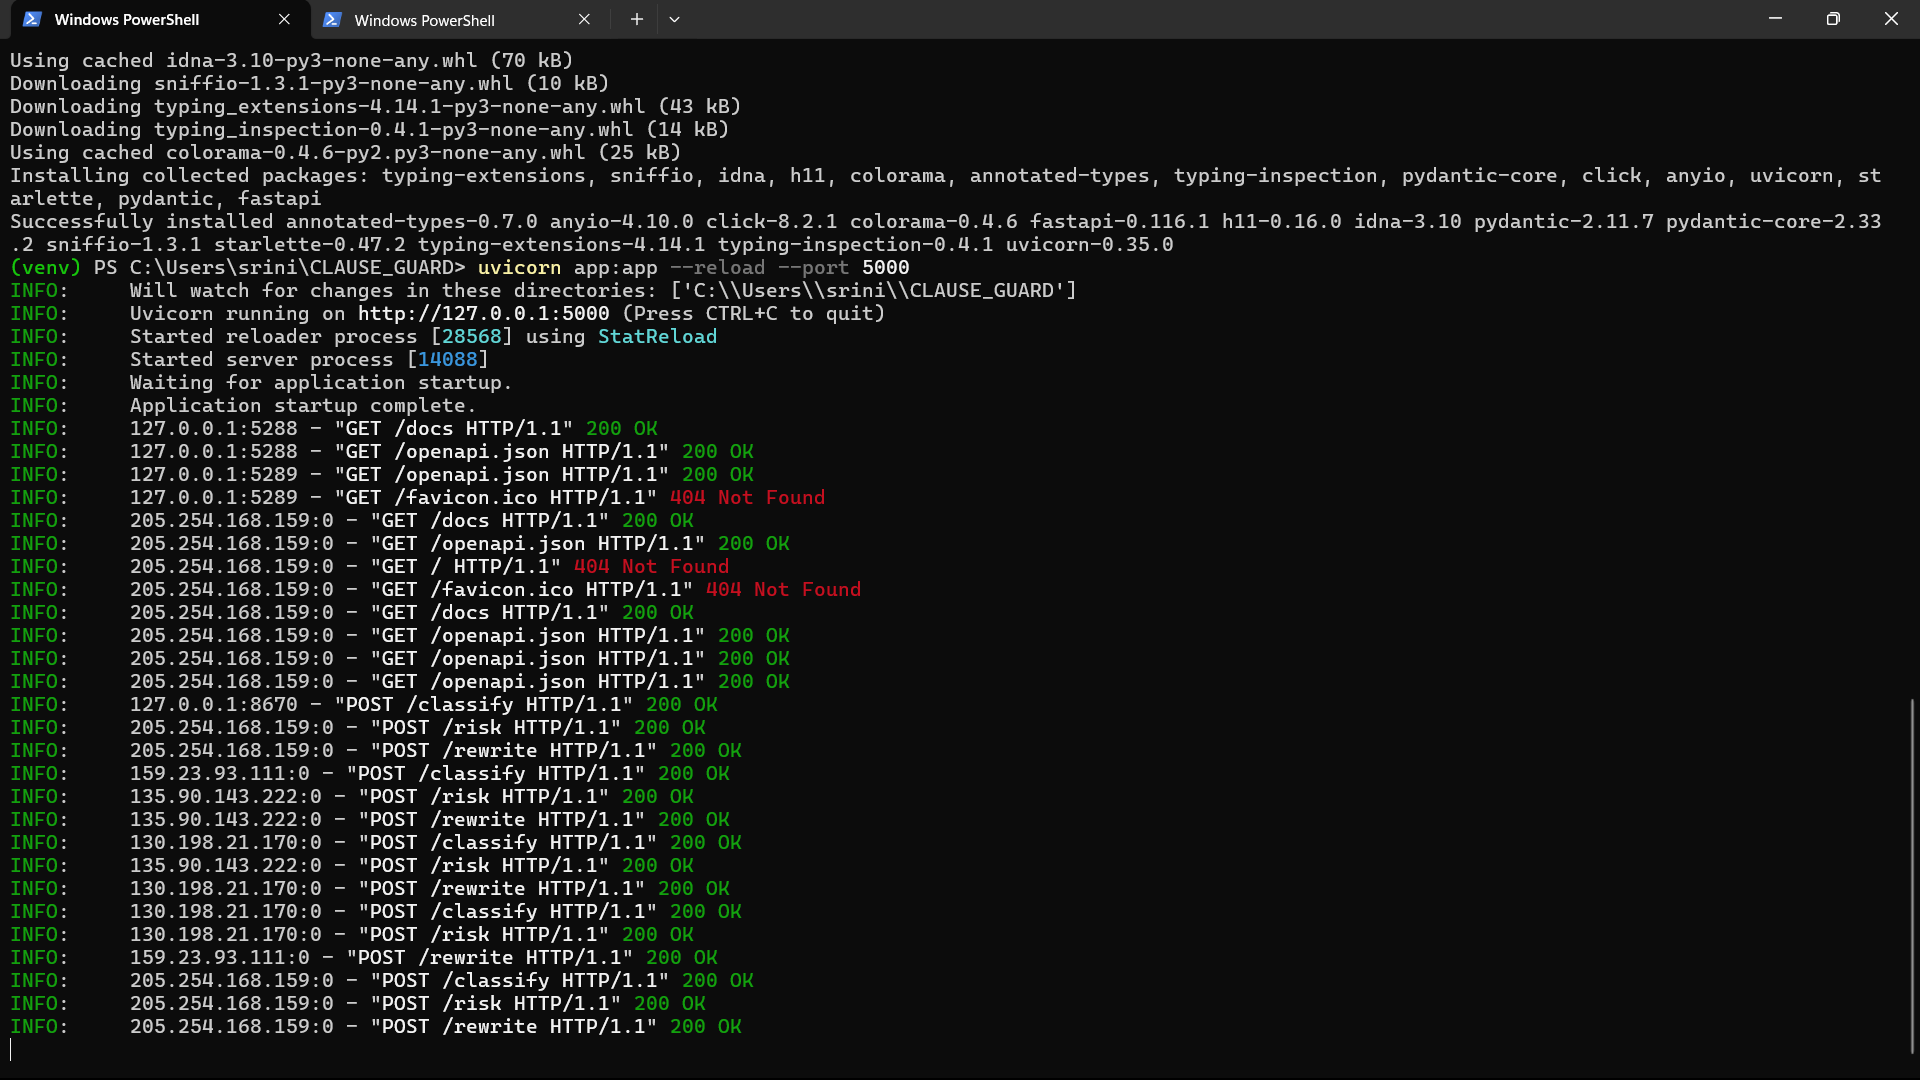 Windows PowerShell
Windows PowerShell
Using cached idna-3.10-py3-none-any.whl (70 kB)
Downloading sniffio-1.3.1-py3-none-any.whl (10 kB)
Downloading typing_extensions-4.14.1-py3-none-any.whl (43 kB)
Downloading typing_inspection-0.4.1-py3-none-any.whl (14 kB)
Using cached colorama-0.4.6-py2.py3-none-any.whl (25 kB)
Installing collected packages: typing-extensions, sniffio, idna, h11, colorama, annotated-types, typing-inspection, pydantic-core, click, anyio, uvicorn, st
arlette, pydantic, fastapi
Successfully installed annotated-types-0.7.0 anyio-4.10.0 click-8.2.1 colorama-0.4.6 fastapi-0.116.1 h11-0.16.0 idna-3.10 pydantic-2.11.7 pydantic-core-2.33
.2 sniffio-1.3.1 starlette-0.47.2 typing-extensions-4.14.1 typing-inspection-0.4.1 uvicorn-0.35.0
(venv) PS C:\Users\srini\CLAUSE_GUARD> uvicorn app:app --reload --port 5000
INFO:     Will watch for changes in these directories: ['C:\\Users\\srini\\CLAUSE_GUARD']
INFO:     Uvicorn running on http://127.0.0.1:5000 (Press CTRL+C to quit)
INFO:     Started reloader process [28568] using StatReload
INFO:     Started server process [14088]
INFO:     Waiting for application startup.
INFO:     Application startup complete.
INFO:     127.0.0.1:5288 - "GET /docs HTTP/1.1" 200 OK
INFO:     127.0.0.1:5288 - "GET /openapi.json HTTP/1.1" 200 OK
INFO:     127.0.0.1:5289 - "GET /openapi.json HTTP/1.1" 200 OK
INFO:     127.0.0.1:5289 - "GET /favicon.ico HTTP/1.1" 404 Not Found
INFO:     205.254.168.159:0 - "GET /docs HTTP/1.1" 200 OK
INFO:     205.254.168.159:0 - "GET /openapi.json HTTP/1.1" 200 OK
INFO:     205.254.168.159:0 - "GET / HTTP/1.1" 404 Not Found
INFO:     205.254.168.159:0 - "GET /favicon.ico HTTP/1.1" 404 Not Found
INFO:     205.254.168.159:0 - "GET /docs HTTP/1.1" 200 OK
INFO:     205.254.168.159:0 - "GET /openapi.json HTTP/1.1" 200 OK
INFO:     205.254.168.159:0 - "GET /openapi.json HTTP/1.1" 200 OK
INFO:     205.254.168.159:0 - "GET /openapi.json HTTP/1.1" 200 OK
INFO:     127.0.0.1:8670 - "POST /classify HTTP/1.1" 200 OK
INFO:     205.254.168.159:0 - "POST /risk HTTP/1.1" 200 OK
INFO:     205.254.168.159:0 - "POST /rewrite HTTP/1.1" 200 OK
INFO:     159.23.93.111:0 - "POST /classify HTTP/1.1" 200 OK
INFO:     135.90.143.222:0 - "POST /risk HTTP/1.1" 200 OK
INFO:     135.90.143.222:0 - "POST /rewrite HTTP/1.1" 200 OK
INFO:     130.198.21.170:0 - "POST /classify HTTP/1.1" 200 OK
INFO:     135.90.143.222:0 - "POST /risk HTTP/1.1" 200 OK
INFO:     130.198.21.170:0 - "POST /rewrite HTTP/1.1" 200 OK
INFO:     130.198.21.170:0 - "POST /classify HTTP/1.1" 200 OK
INFO:     130.198.21.170:0 - "POST /risk HTTP/1.1" 200 OK
INFO:     159.23.93.111:0 - "POST /rewrite HTTP/1.1" 200 OK
INFO:     205.254.168.159:0 - "POST /classify HTTP/1.1" 200 OK
INFO:     205.254.168.159:0 - "POST /risk HTTP/1.1" 200 OK
INFO:     205.254.168.159:0 - "POST /rewrite HTTP/1.1" 200 OK